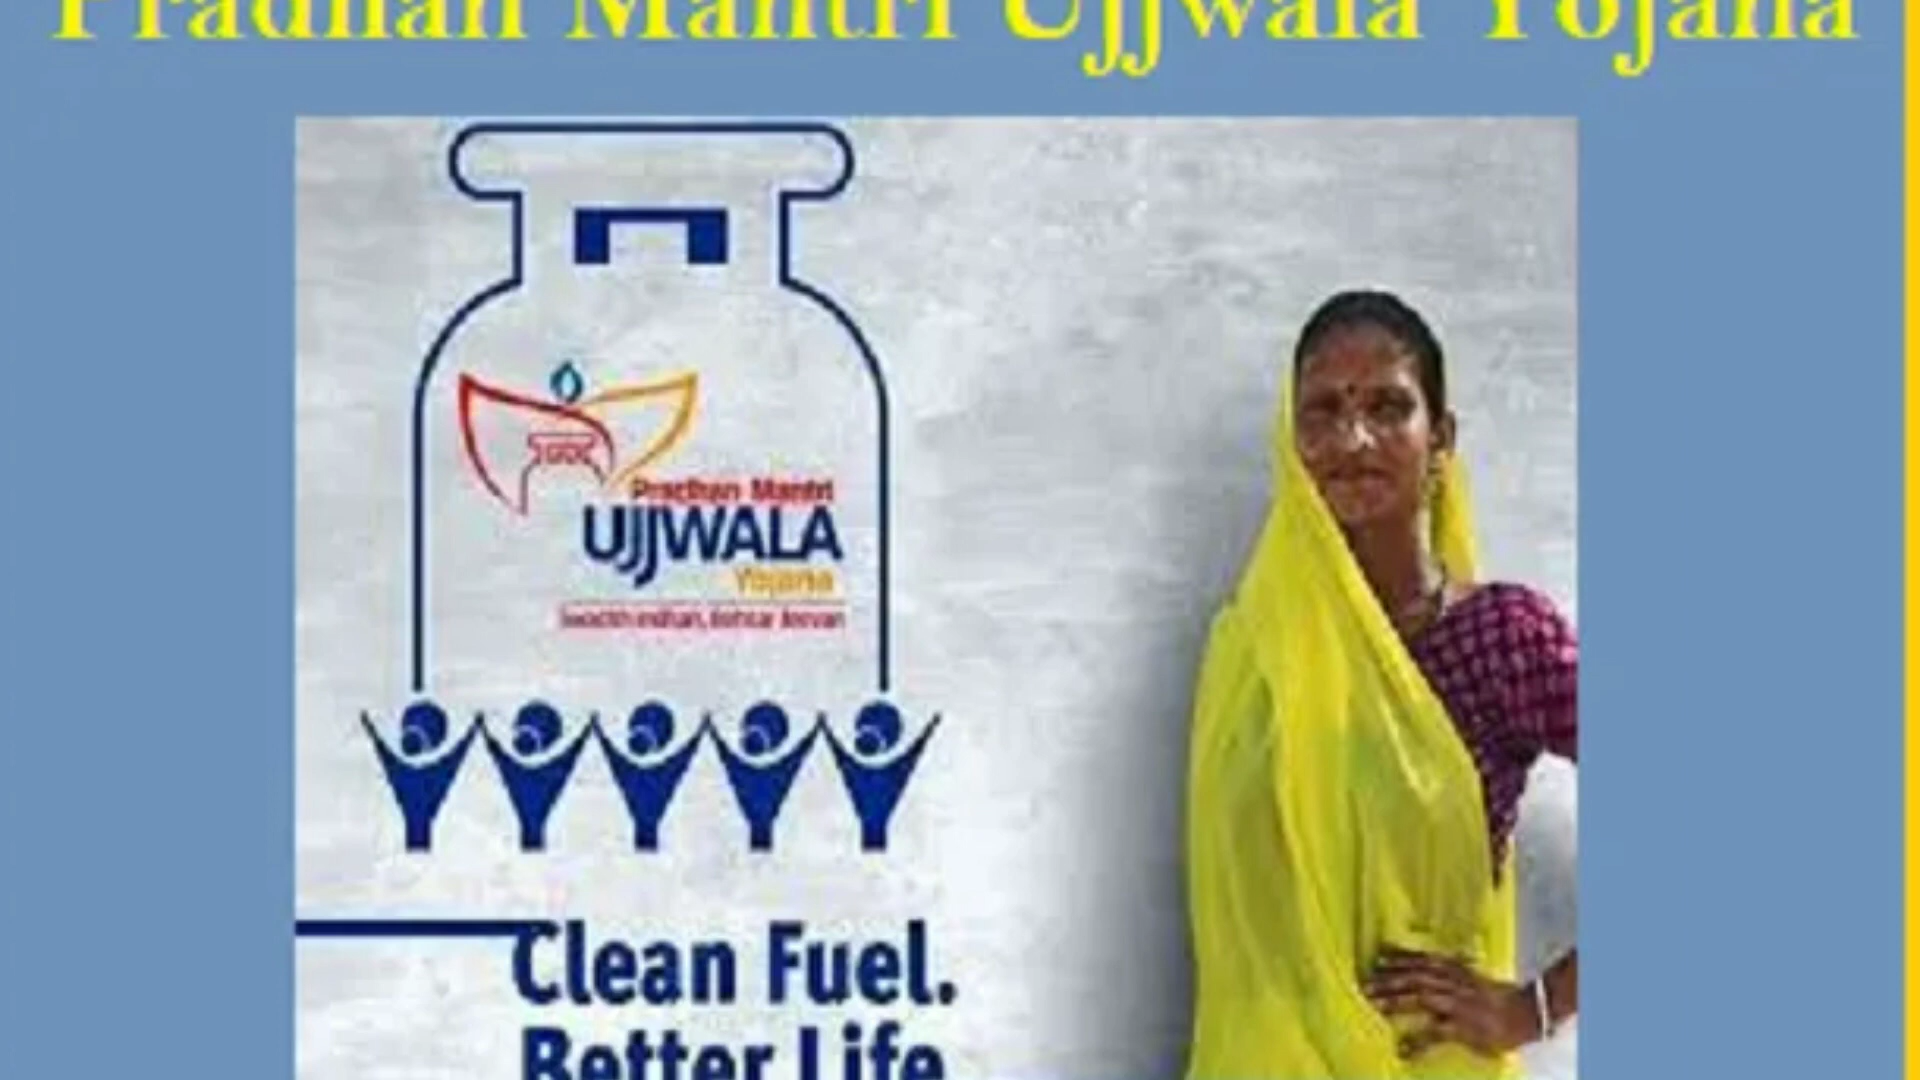 Pradhan Mantri Ujjwala Yojana
Pradhan Mantri
UJJWALA
Yojana
Clean Fuel.
Better Life